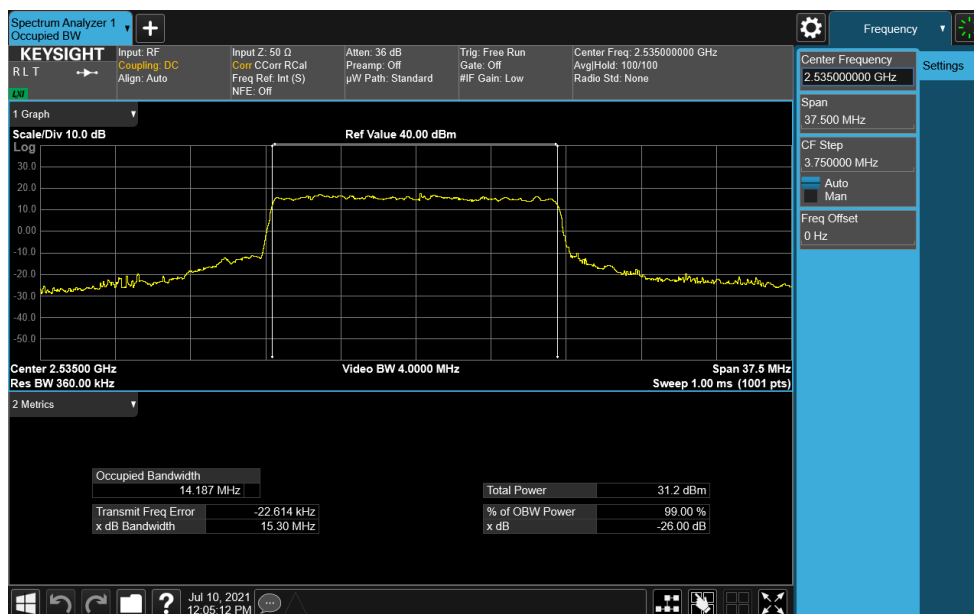 Spectrum Analyzer 1
Occupied BW
Frequency
KEYSIGHT
R L T
LNI
Input: RF
Coupling: DC
Align: Auto
Input Z: 50 Ω
Corr CCorr RCal
Freq Ref: Int (S)
NFE: Off
Atten: 36 dB
Preamp: Off
µW Path: Standard
Trig: Free Run
Gate: Off
#IF Gain: Low
Center Freq: 2.535000000 GHz
Avg|Hold: 100/100
Radio Std: None
Center Frequency
2.535000000 GHz
Settings
Span
37.500 MHz
CF Step
3.750000 MHz
Auto
Man
Freq Offset
0 Hz
1 Graph
Scale/Div 10.0 dB
Ref Value 40.00 dBm
Log
30.0
20.0
10.0
0.00
-10.0
-20.0
-30.0
-40.0
-50.0
Center 2.53500 GHz
Video BW 4.0000 MHz
Span 37.5 MHz
Res BW 360.00 kHz
Sweep 1.00 ms (1001 pts)
2 Metrics
Occupied Bandwidth
14.187 MHz
Total Power 31.2 dBm
Transmit Freq Error -22.614 kHz
% of OBW Power 99.00 %
x dB Bandwidth 15.30 MHz
x dB -26.00 dB
Jul 10, 2021
12:05:12 PM